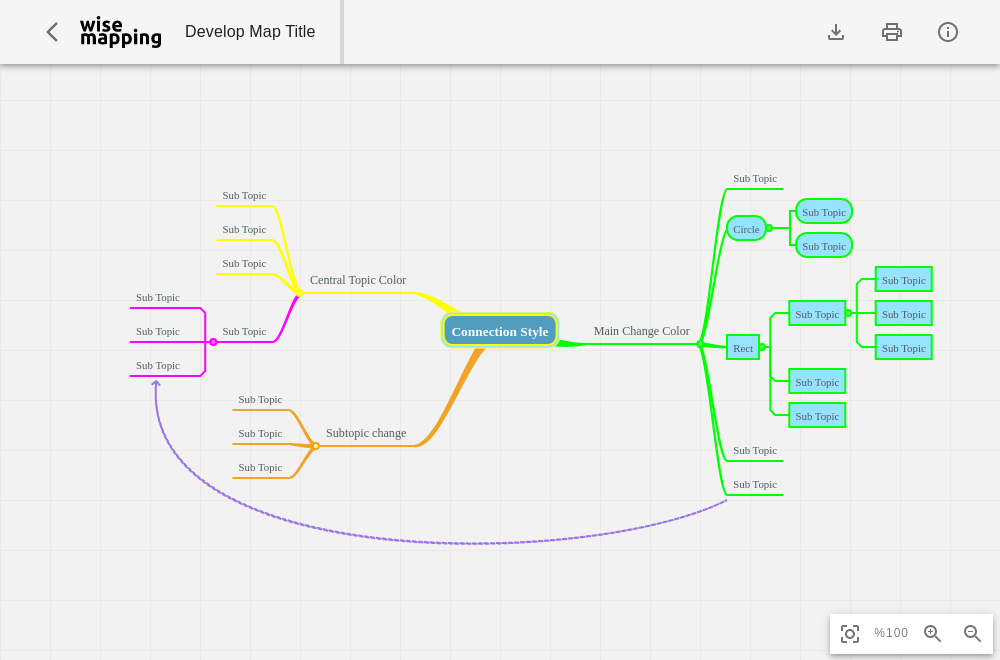 wise
mapping
Develop Map Title
Sub Topic
Sub Topic
Sub Topic
Central Topic Color
Sub Topic
Sub Topic
Sub Topic
Sub Topic
Sub Topic
Sub Topic
Sub Topic
Subtopic change
Connection Style
Main Change Color
Sub Topic
Circle
Sub Topic
Sub Topic
Rect
Sub Topic
Sub Topic
Sub Topic
Sub Topic
Sub Topic
Sub Topic
Sub Topic
Sub Topic
%100